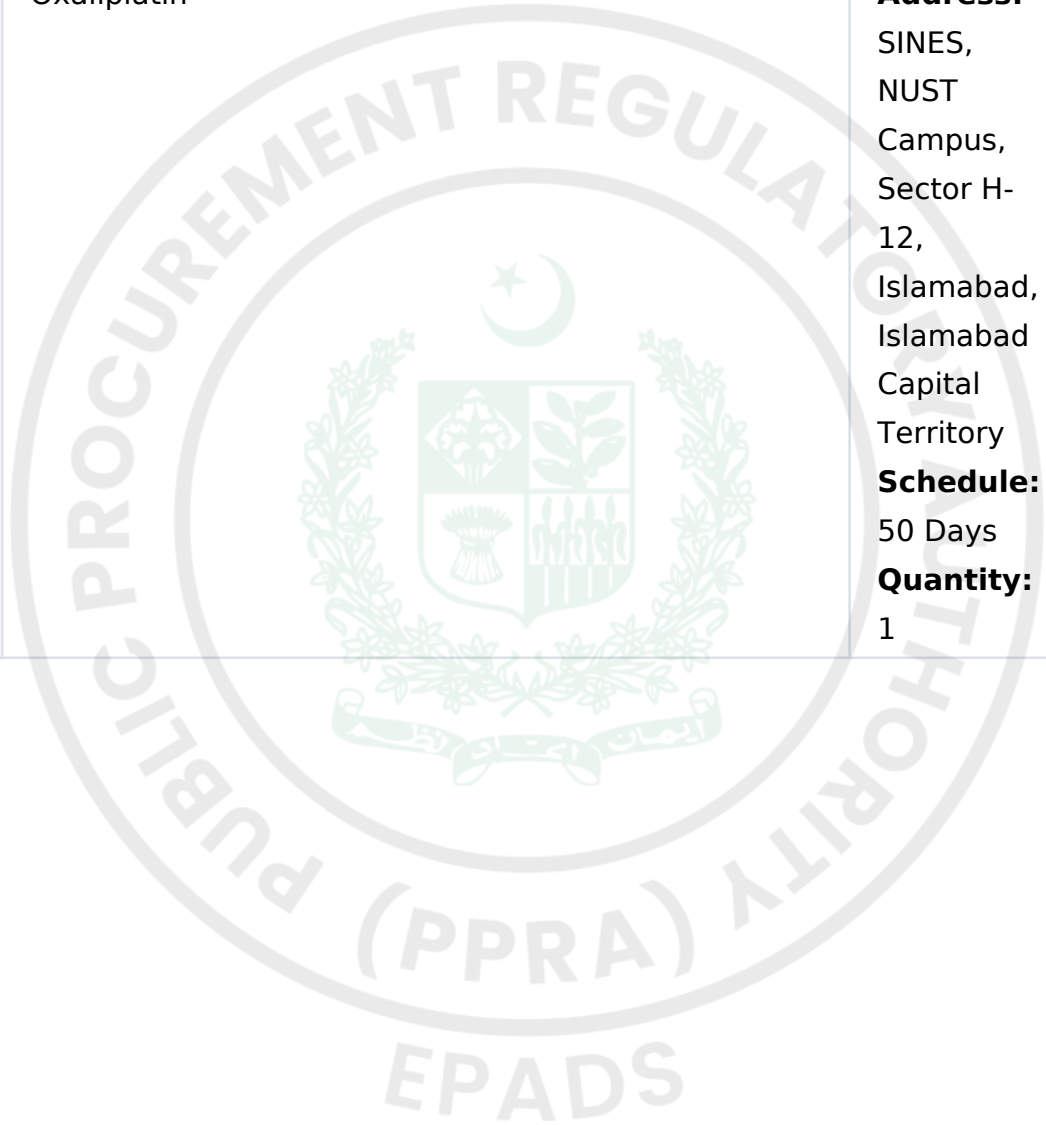 Oxaliplatin
Address:
SINES,
NUST
Campus,
Sector H-
12,
Islamabad,
Islamabad
Capital
Territory
Schedule:
50 Days
Quantity:
1
PUBLIC PROCUREMENT REGULATORY AUTHORITY
(PPRA)
EPADS